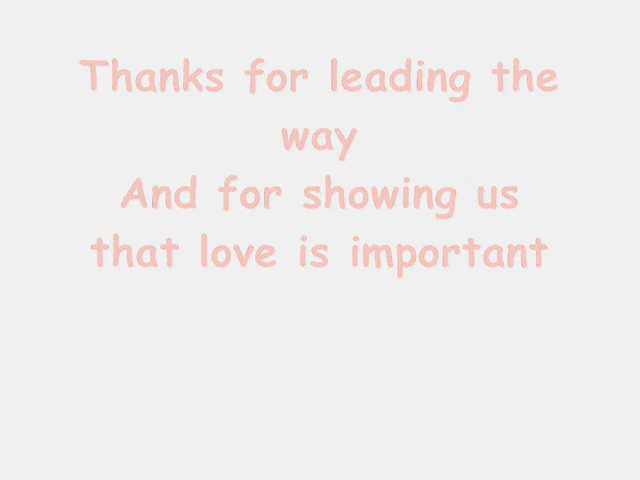 Thanks for leading the
way
And for showing us
that love is important